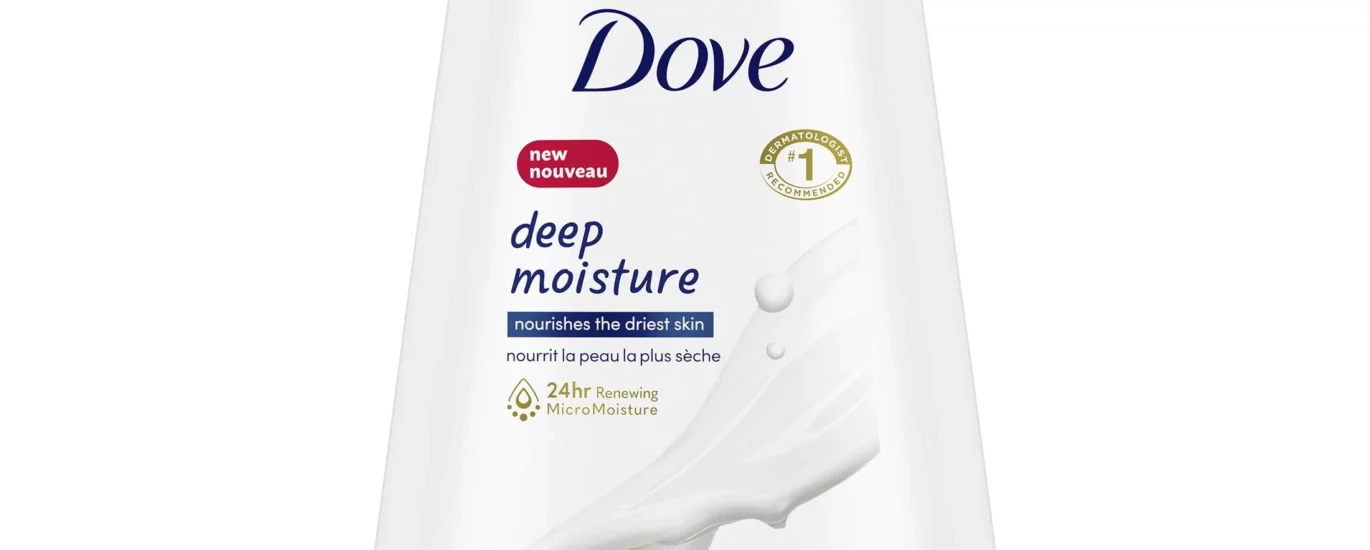 Dove
new
nouveau
DERMATOLOGIST
#1
RECOMMENDED
deep
moisture
nourishes the driest skin
nourrit la peau la plus sèche
24hr Renewing
MicroMoisture